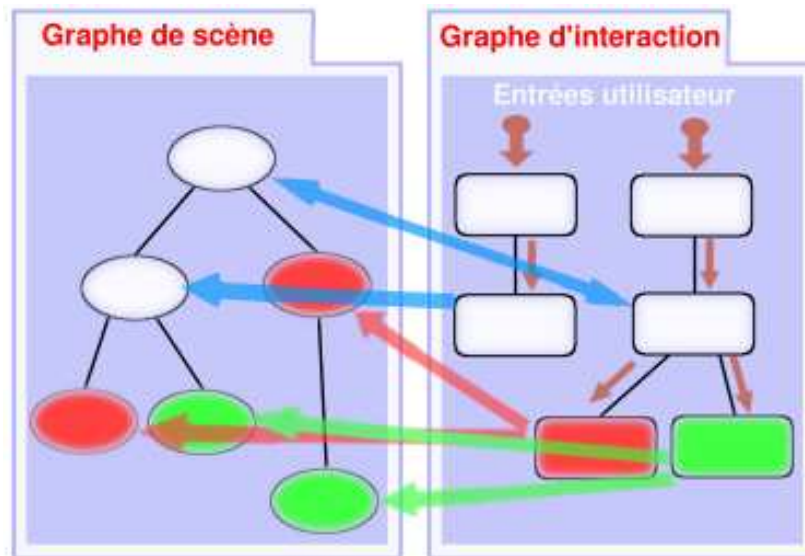 Graphe de scène
Graphe d'interaction
Entrées utilisateur